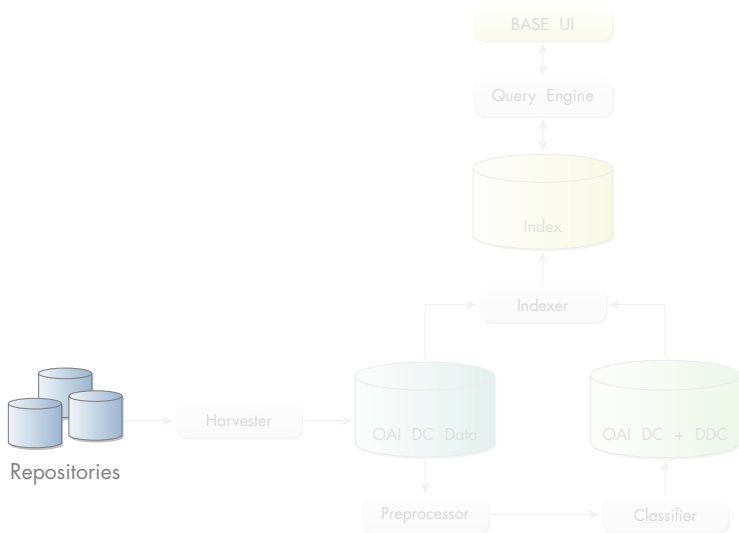 BASE UI
Query Engine
Index
Indexer
Harvester
OAI DC Data
OAI DC + DDC
Repositories
Preprocessor
Classifier